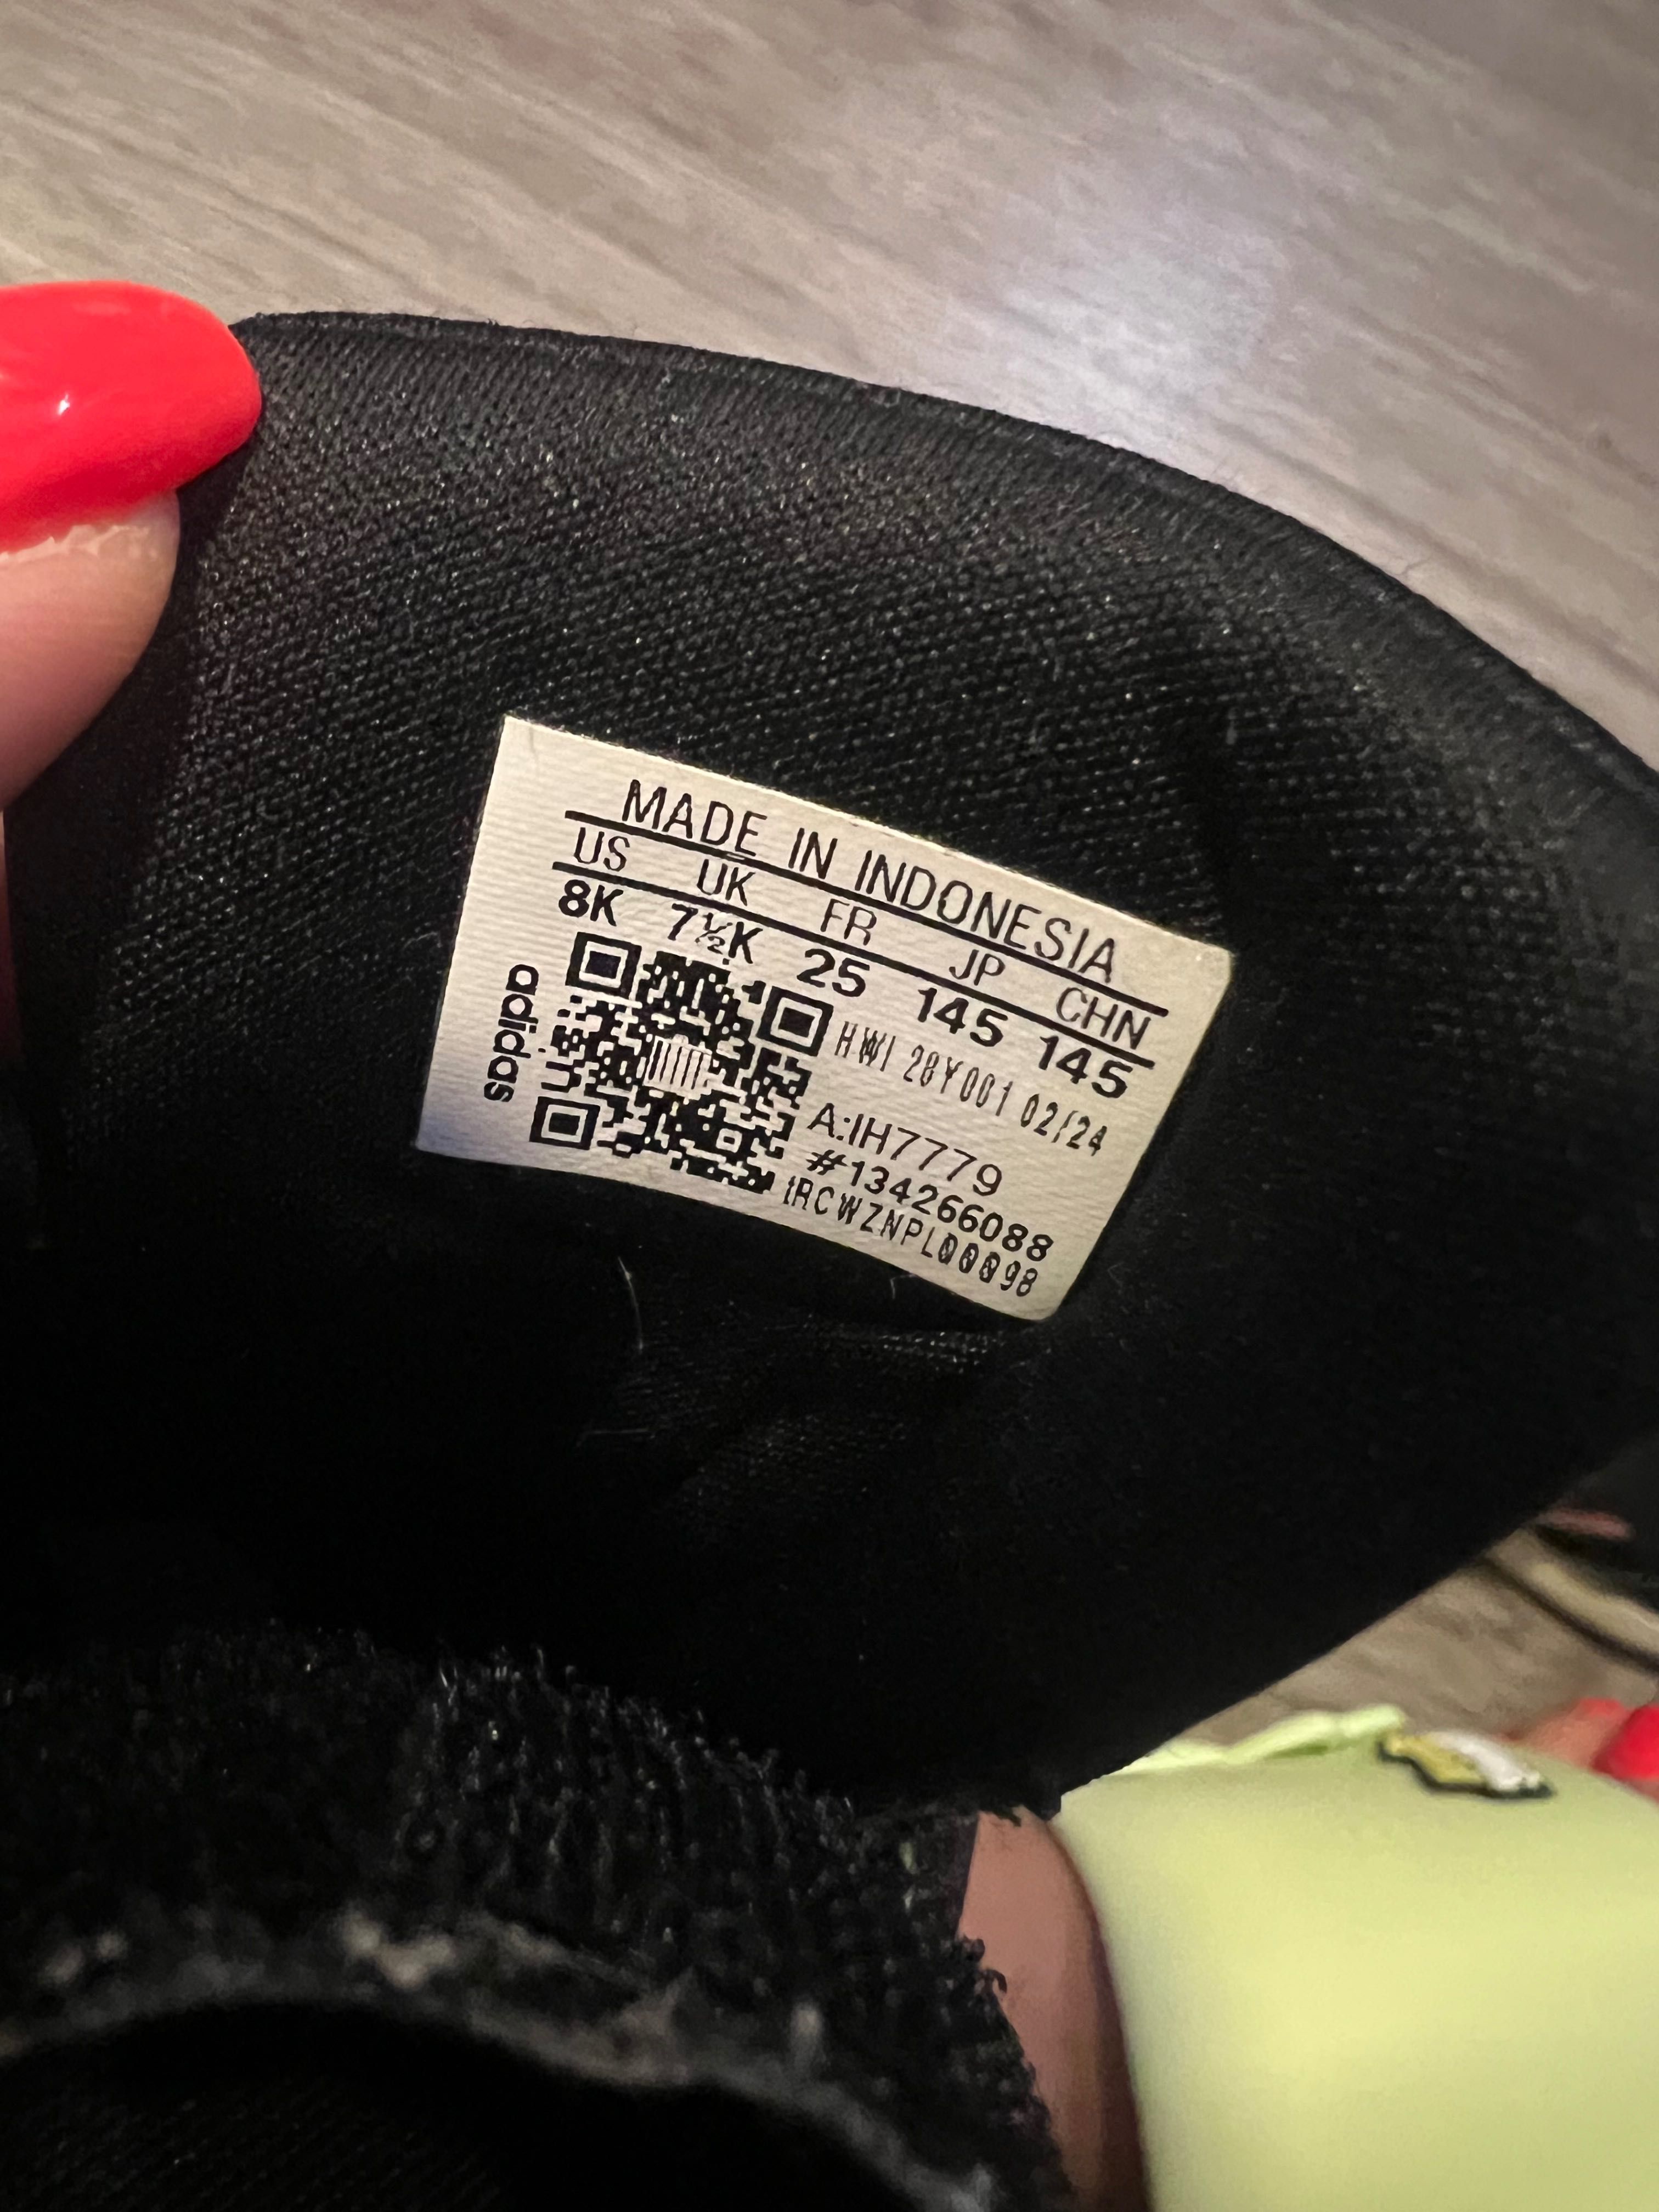 MADE IN INDONESIA
US UK FR JP CHN
8K 7½K 25 145 145
HWI 28Y001 02/24
A:IH7779
#134266088
1RCWZNPL00098
adidas